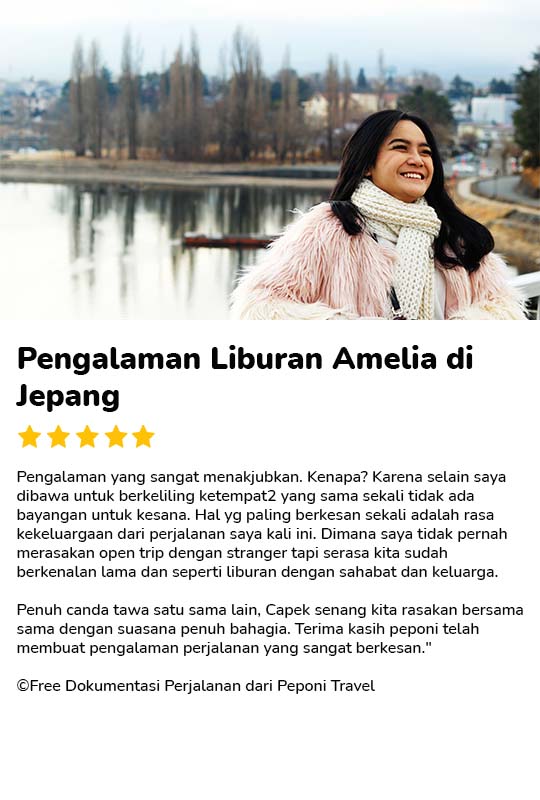 Pengalaman Liburan Amelia di
Jepang
Pengalaman yang sangat menakjubkan. Kenapa? Karena selain saya
dibawa untuk berkeliling ketempat2 yang sama sekali tidak ada
bayangan untuk kesana. Hal yg paling berkesan sekali adalah rasa
kekeluargaan dari perjalanan saya kali ini. Dimana saya tidak pernah
merasakan open trip dengan stranger tapi serasa kita sudah
berkenalan lama dan seperti liburan dengan sahabat dan keluarga.
Penuh canda tawa satu sama lain, Capek senang kita rasakan bersama
sama dengan suasana penuh bahagia. Terima kasih peponi telah
membuat pengalaman perjalanan yang sangat berkesan."
©Free Dokumentasi Perjalanan dari Peponi Travel